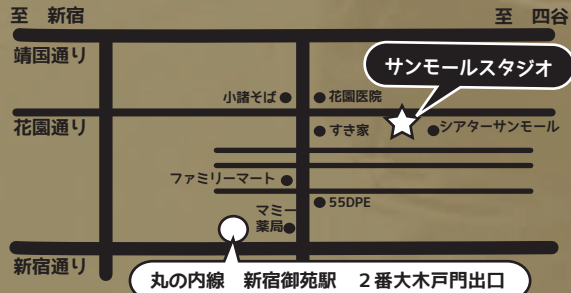 至　新宿
至　四谷
靖国通り
サンモールスタジオ
小諸そば
花園医院
花園通り
すき家
シアターサンモール
ファミリーマート
55DPE
マミー
薬局
新宿通り
丸の内線　新宿御苑駅　２番大木戸門出口